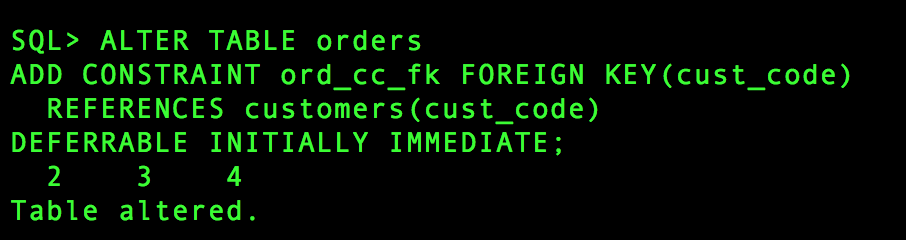 SQL> ALTER TABLE orders
ADD CONSTRAINT ord_cc_fk FOREIGN KEY(cust_code)
  REFERENCES customers(cust_code)
DEFERRABLE INITIALLY IMMEDIATE;
  2    3    4
Table altered.